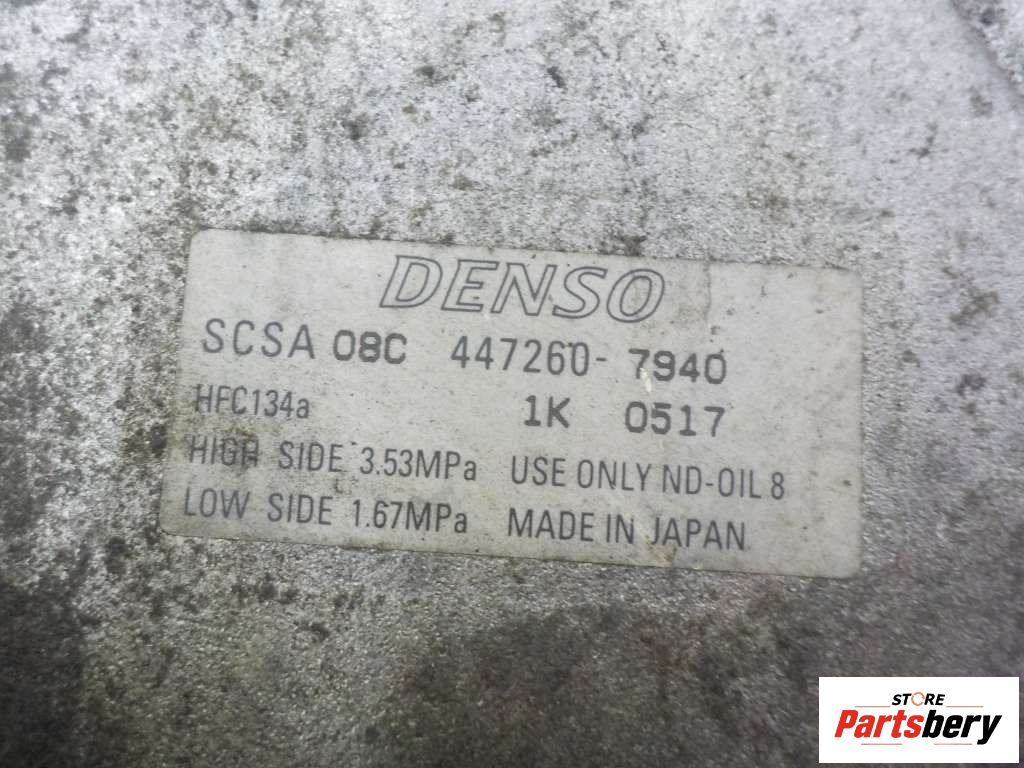 DENSO
SCSA 08C 447260-7940
HFC134a 1K 0517
HIGH SIDE 3.53MPa USE ONLY ND-OIL 8
LOW SIDE 1.67MPa MADE IN JAPAN
STORE
Partsbery